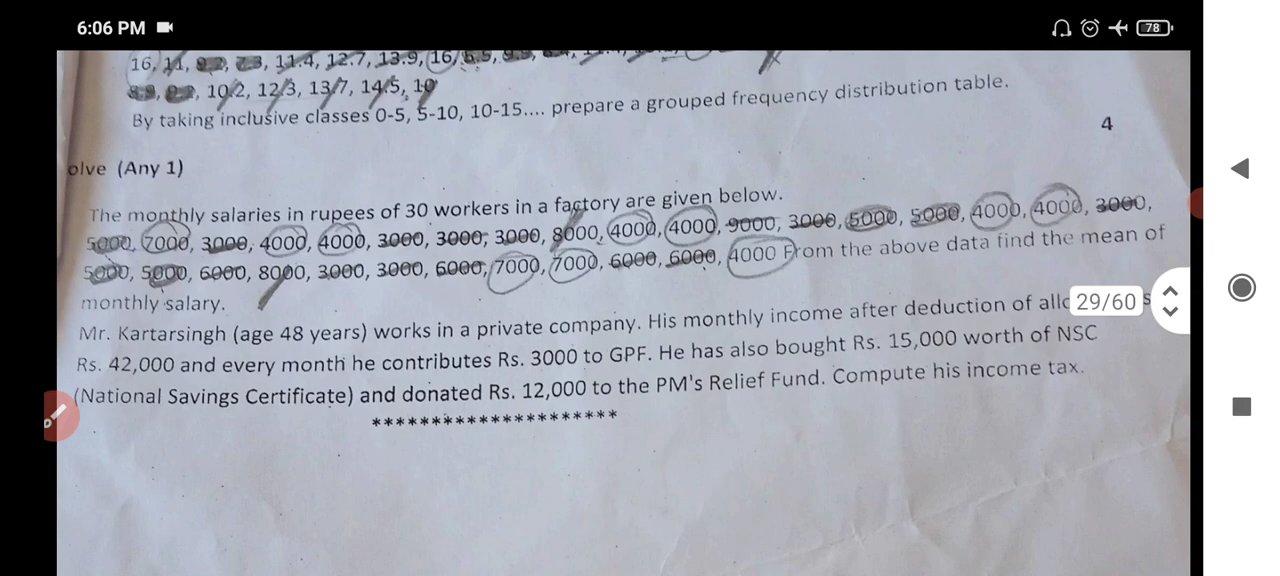 6:06 PM
78
16, 11, 9.2, 7.3, 11.4, 12.7, 13.9, 16,
10.2, 12.3, 13.7, 14.5, 10
By taking inclusive classes 0-5, 5-10, 10-15.... prepare a grouped frequency distribution table.
4
olve (Any 1)
The monthly salaries in rupees of 30 workers in a factory are given below.
5000, 7000, 3000, 4000, 4000, 3000, 3000, 3000, 8000, 4000, 4000, 9000, 3000, 5000, 5000, 4000, 4000, 3000,
5000, 5000, 6000, 8000, 3000, 3000, 6000, 7000, 7000, 6000, 6000, 4000 From the above data find the mean of
monthly salary.
Mr. Kartarsingh (age 48 years) works in a private company. His monthly income after deduction of
29/60
Rs. 42,000 and every month he contributes Rs. 3000 to GPF. He has also bought Rs. 15,000 worth of NSC
(National Savings Certificate) and donated Rs. 12,000 to the PM's Relief Fund. Compute his income tax.
*********************